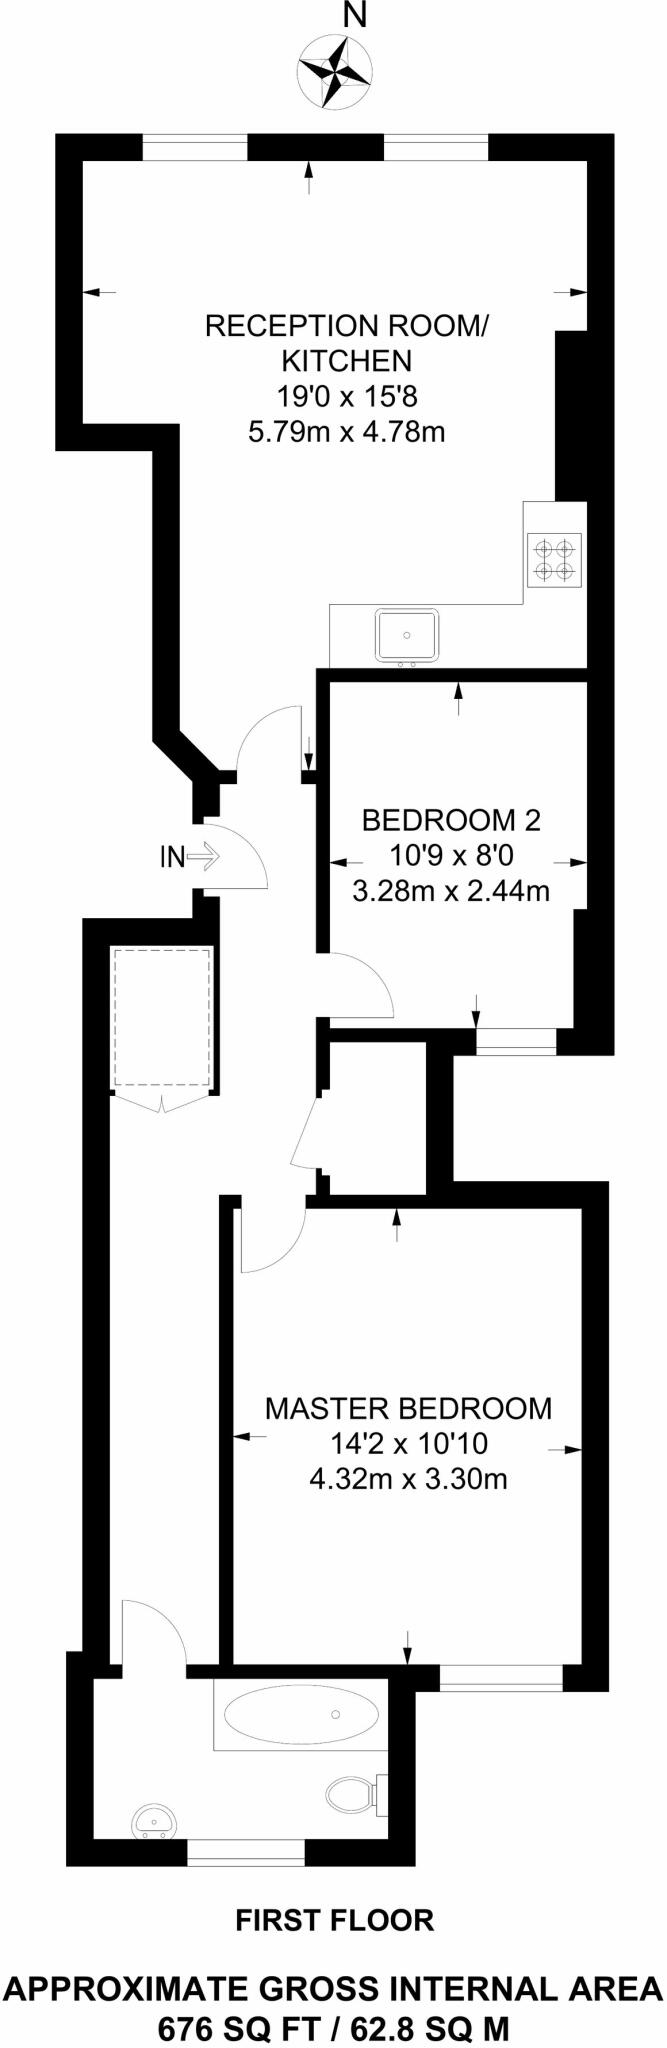 N
RECEPTION ROOM/
KITCHEN
19'0 x 15'8
5.79m x 4.78m
BEDROOM 2
10'9 x 8'0
3.28m x 2.44m
IN
MASTER BEDROOM
14'2 x 10'10
4.32m x 3.30m
FIRST FLOOR
APPROXIMATE GROSS INTERNAL AREA
676 SQ FT / 62.8 SQ M